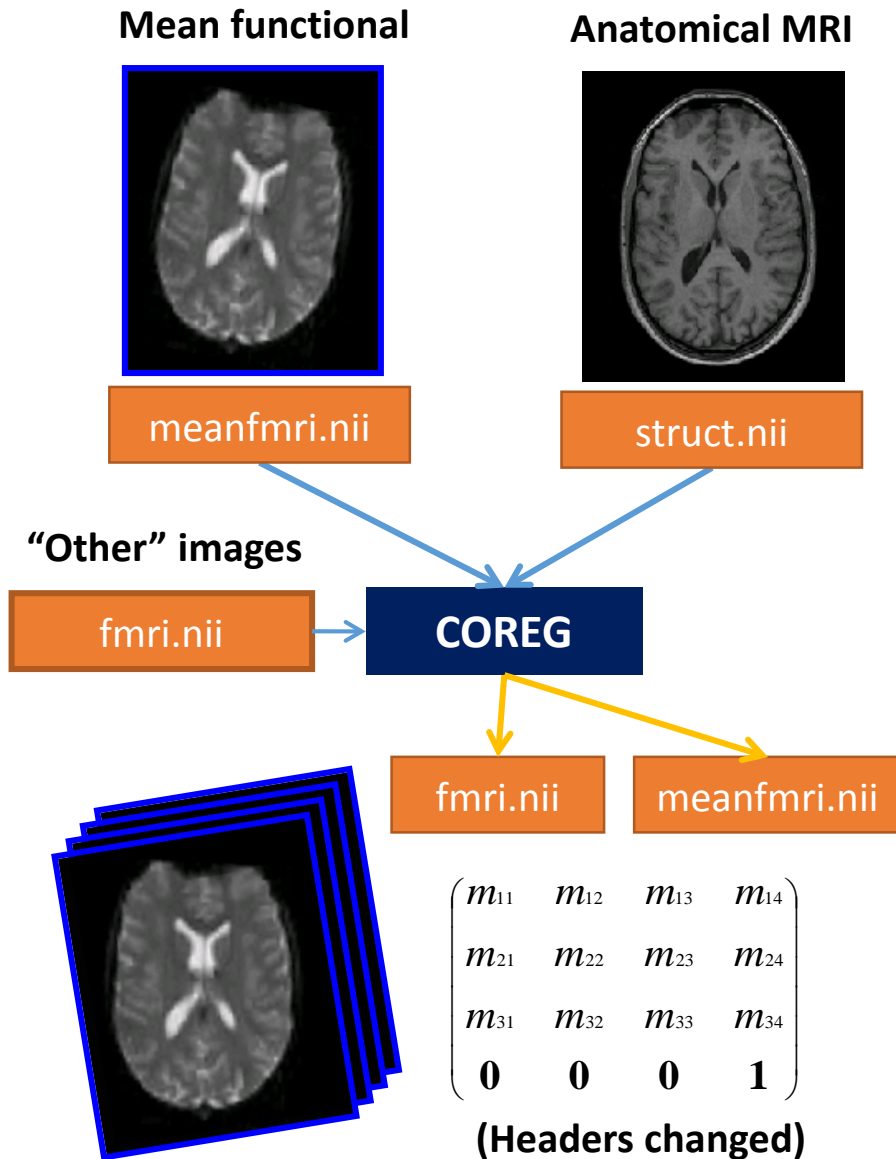 Mean functional
Anatomical MRI
meanfmri.nii
struct.nii
“Other” images
fmri.nii
COREG
fmri.nii
meanfmri.nii
m11 m12 m13 m14
m21 m22 m23 m24
m31 m32 m33 m34
0 0 0 1
(Headers changed)